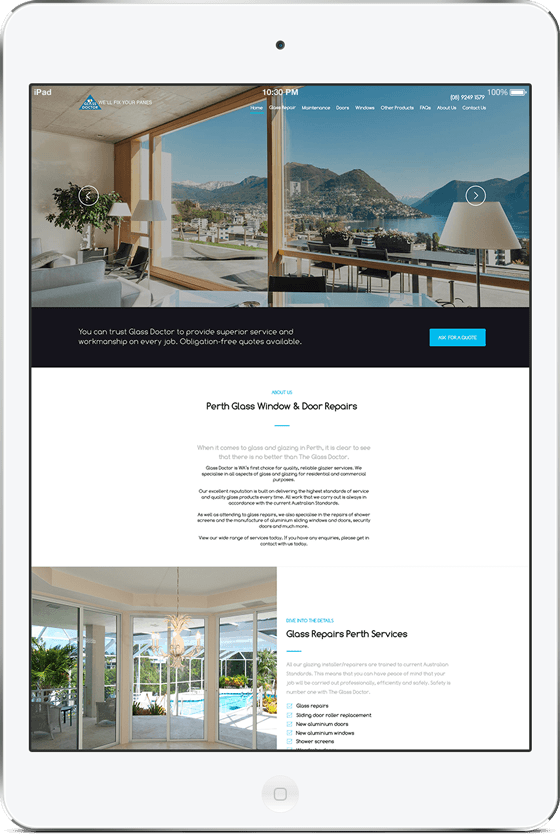 iPad 10:30 PM 100%
GLASS DOCTOR WE'LL FIX YOUR PANES
(08) 9249 1579
Home Glass Repair Maintenance Doors Windows Other Products FAQs About Us Contact Us
You can trust Glass Doctor to provide superior service and
workmanship on every job. Obligation-free quotes available.
ASK FOR A QUOTE
ABOUT US
Perth Glass Window & Door Repairs
When it comes to glass and glazing in Perth, it is clear to see
that there is no better than The Glass Doctor.
Glass Doctor is WA's first choice for quality, reliable glazier services. We
specialise in all aspects of glass and glazing for residential and commercial
purposes.
Our excellent reputation is built on delivering the highest standards of service
and quality glass products every time. All work that we carry out is always in
accordance with the current Australian Standards.
As well as attending to glass repairs, we also specialise in the repairs of shower
screens and the manufacture of aluminium sliding windows and doors, security
doors and much more.
View our wide range of services today. If you have any enquiries, please get in
contact with us today.
DIVE INTO THE DETAILS
Glass Repairs Perth Services
All our glazing installer/repairers are trained to current Australian
Standards. This means that you can have peace of mind that your
job will be carried out professionally, efficiently and safely. Safety is
number one with The Glass Doctor.
Glass repairs
Sliding door roller replacement
New aluminium doors
New aluminium windows
Shower screens